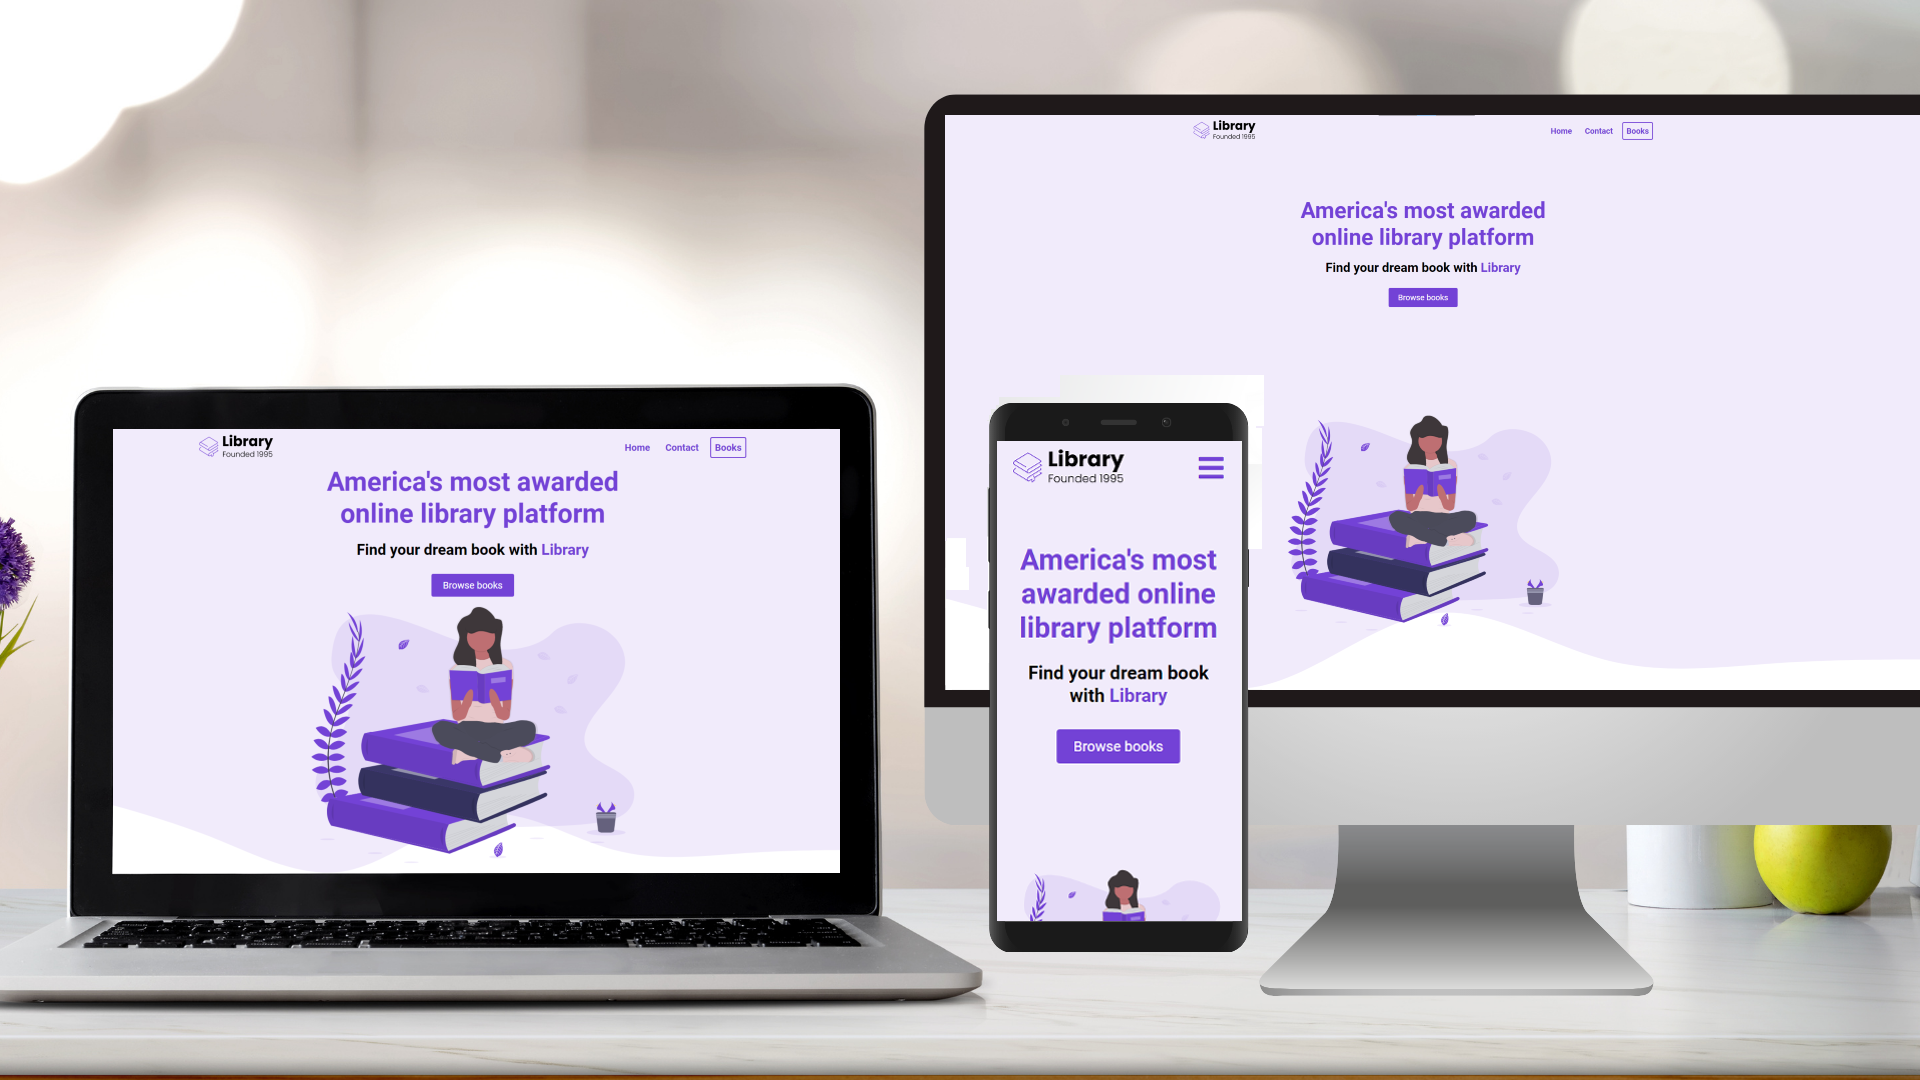 Library
Founded 1995
Home Contact Books
America's most awarded
online library platform
Find your dream book with Library
Browse books
Library
Founded 1995
America's most
awarded online
library platform
Find your dream book
with Library
Browse books
Library
Founded 1995
Home Contact Books
America's most awarded
online library platform
Find your dream book with Library
Browse books